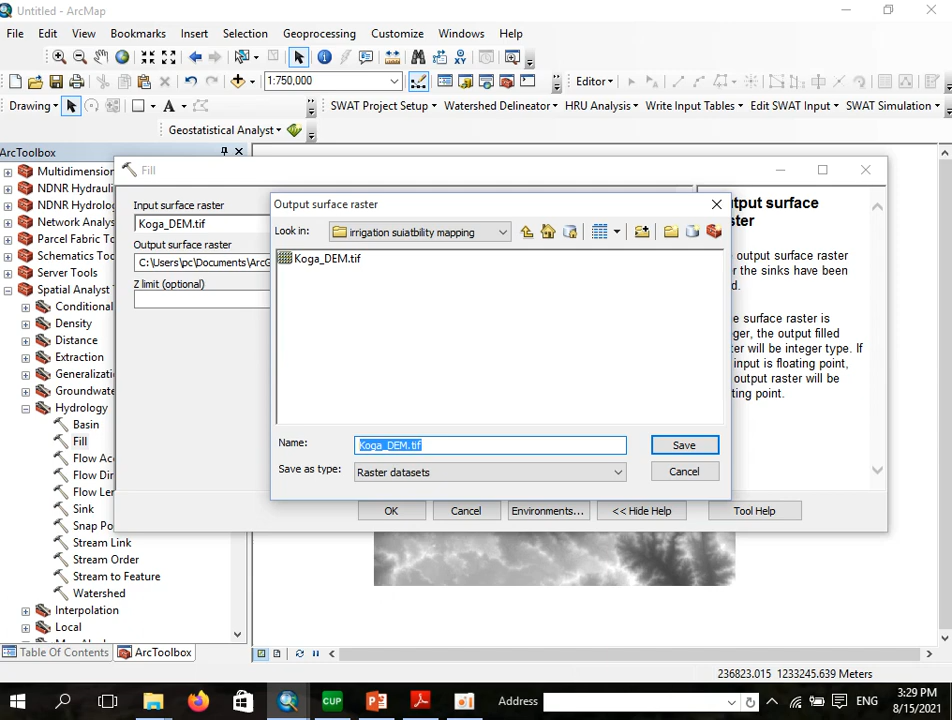 Untitled - ArcMap
File Edit View Bookmarks Insert Selection Geoprocessing Customize Windows Help
1:750,000
Editor
Drawing
A
SWAT Project Setup Watershed Delineator HRU Analysis Write Input Tables Edit SWAT Input SWAT Simulation
Geostatistical Analyst
ArcToolbox
Multidimension
NDNR Hydrauli
NDNR Hydrolog
Network Analys
Parcel Fabric To
Schematics Too
Server Tools
Spatial Analyst
Conditional
Density
Distance
Extraction
Generalizati
Groundwate
Hydrology
Basin
Fill
Flow Ac
Flow Dir
Flow Len
Sink
Snap Po
Stream Link
Stream Order
Stream to Feature
Watershed
Interpolation
Local
Table Of Contents
ArcToolbox
Fill
Input surface raster
Koga_DEM.tif
Output surface raster
C:\Users\pc\Documents\ArcG
Z limit (optional)
OK
Cancel
Environments...
<< Hide Help
Tool Help
Output surface raster
Look in:
irrigation suiatbility mapping
Koga_DEM.tif
Name:
Koga_DEM.tif
Save
Save as type:
Raster datasets
Cancel
tput surface
ster
output surface raster
r the sinks have been
d.
e surface raster is
ger, the output filled
ter will be integer type. If
input is floating point,
output raster will be
ting point.
236823.015 1233245.639 Meters
CUP
Address
ENG
3:29 PM
8/15/2021